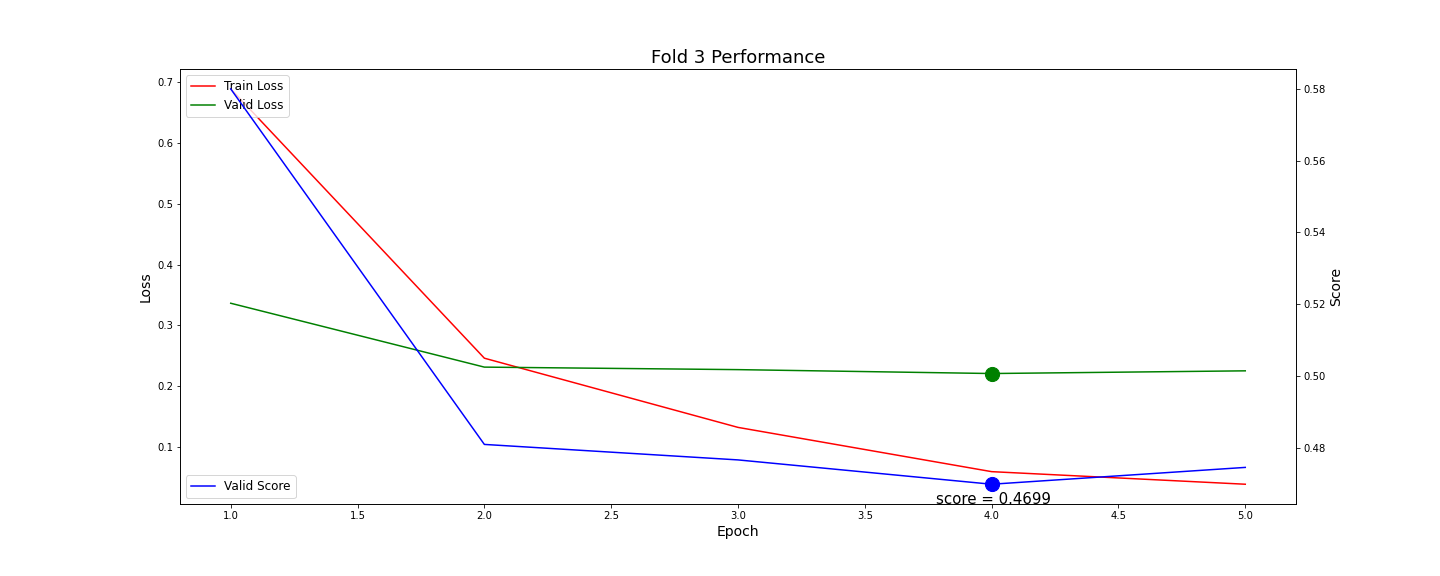 Fold 3 Performance
Train Loss
Valid Loss
Valid Score
score = 0.4699
0.7
0.6
0.5
0.4
0.3
0.2
0.1
Loss
0.58
0.56
0.54
0.52
0.50
0.48
Score
1.0 1.5 2.0 2.5 3.0 3.5 4.0 4.5 5.0
Epoch